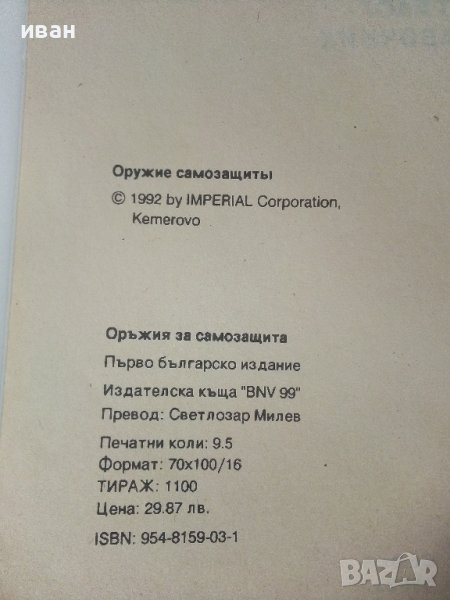 иван
Оружие самозащиты
© 1992 by IMPERIAL Corporation,
Kemerovo
Оръжия за самозащита
Първо българско издание
Издателска къща "BNV 99"
Превод: Светлозар Милев
Печатни коли: 9.5
Формат: 70x100/16
ТИРАЖ: 1100
Цена: 29.87 лв.
ISBN: 954-8159-03-1
BAZAR